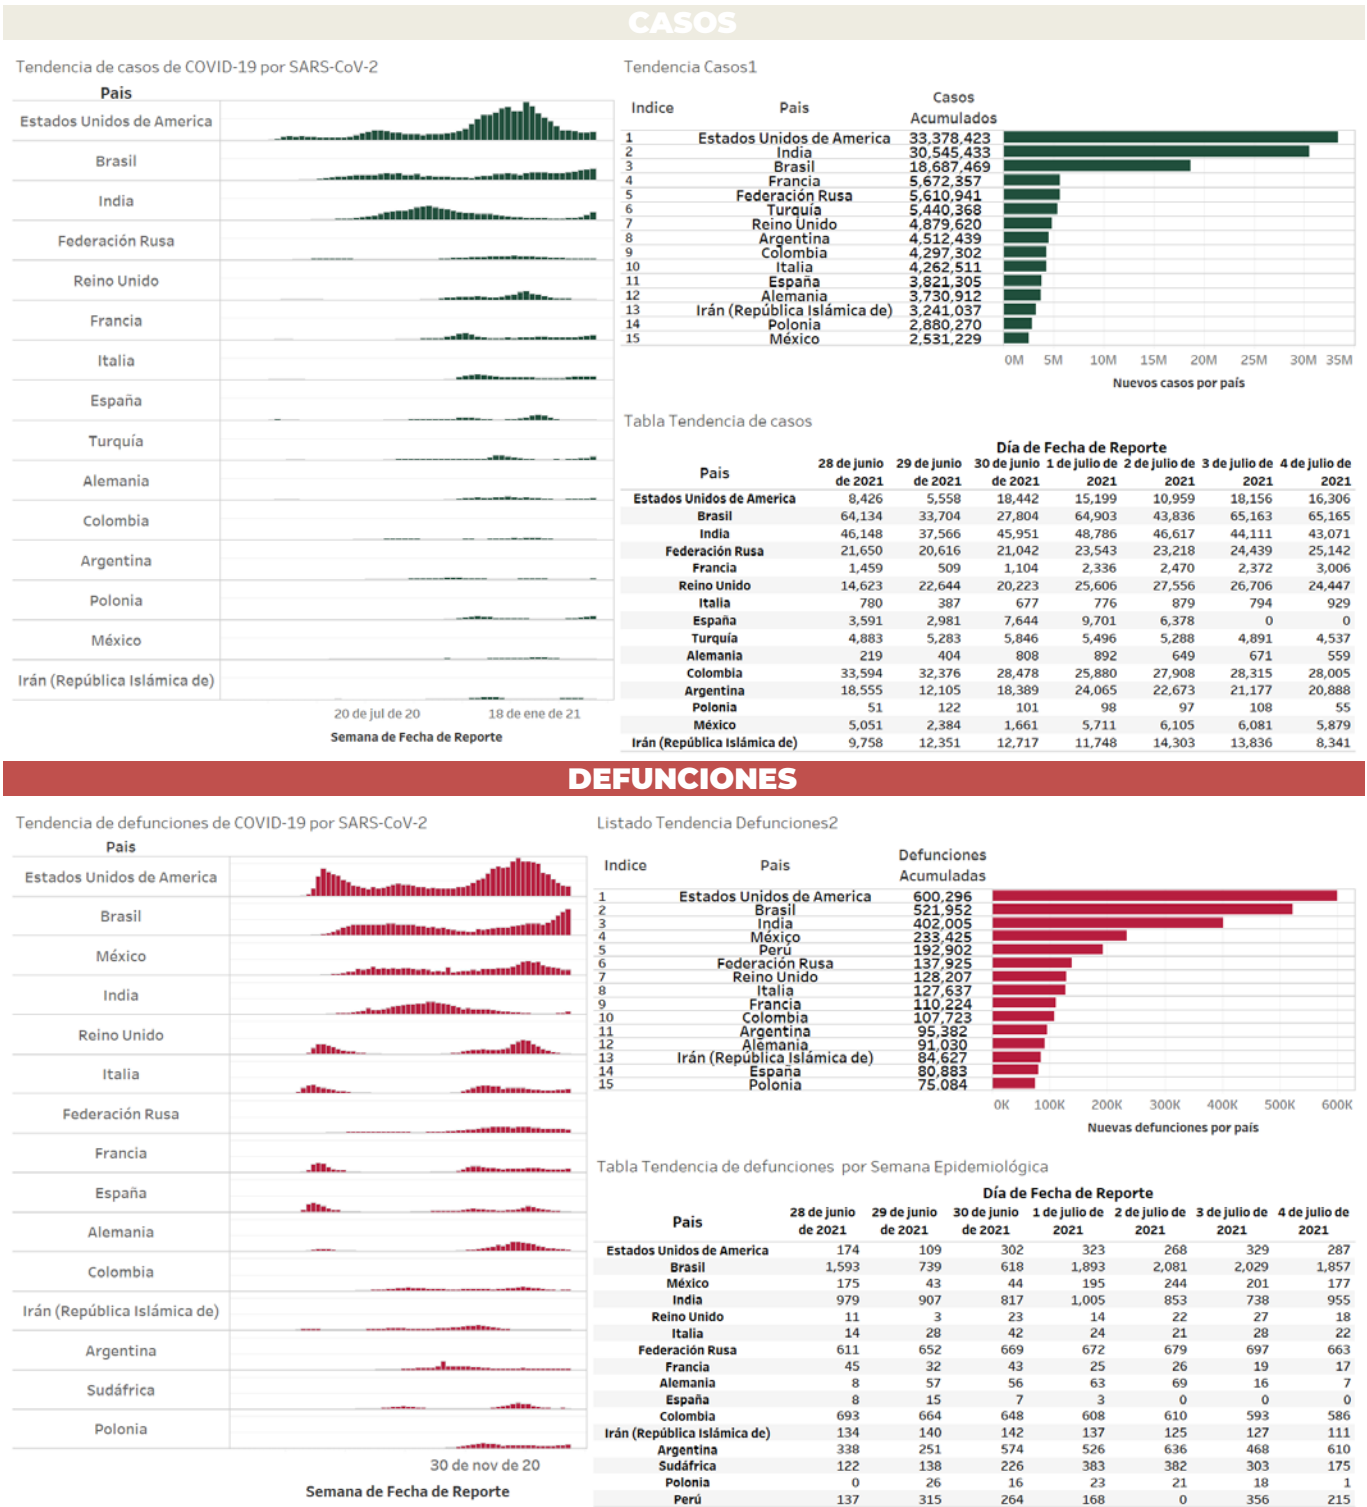 CASOS
Tendencia de casos de COVID-19 por SARS-CoV-2
Pais
Estados Unidos de America
Brasil
India
Federación Rusa
Reino Unido
Francia
Italia
España
Turquía
Alemania
Colombia
Argentina
Polonia
México
Irán (República Islámica de)
20 de jul de 20 18 de ene de 21
Semana de Fecha de Reporte
Tendencia Casos1
Indice Pais Casos Acumulados
1 Estados Unidos de America 33,378,423
2 India 30,545,433
3 Brasil 18,687,469
4 Francia 5,672,357
5 Federación Rusa 5,610,941
6 Turquía 5,440,368
7 Reino Unido 4,879,620
8 Argentina 4,512,439
9 Colombia 4,297,302
10 Italia 4,262,511
11 España 3,821,305
12 Alemania 3,730,912
13 Irán (República Islámica de) 3,241,037
14 Polonia 2,880,270
15 México 2,531,229
0M 5M 10M 15M 20M 25M 30M 35M
Nuevos casos por país
Tabla Tendencia de casos
Día de Fecha de Reporte
Pais 28 de junio de 2021 29 de junio de 2021 30 de junio de 2021 1 de julio de 2021 2 de julio de 2021 3 de julio de 2021 4 de julio de 2021
Estados Unidos de America 8,426 5,558 18,442 15,199 10,959 18,156 16,306
Brasil 64,134 33,704 27,804 64,903 43,836 65,163 65,165
India 46,148 37,566 45,951 48,786 46,617 44,111 43,071
Federación Rusa 21,650 20,616 21,042 23,543 23,218 24,439 25,142
Francia 1,459 509 1,104 2,336 2,470 2,372 3,006
Reino Unido 14,623 22,644 20,223 25,606 27,556 26,706 24,447
Italia 780 387 677 776 879 794 929
España 3,591 2,981 7,644 9,701 6,378 0 0
Turquía 4,883 5,283 5,846 5,496 5,288 4,891 4,537
Alemania 219 404 808 892 649 671 559
Colombia 33,594 32,376 28,478 25,880 27,908 28,315 28,005
Argentina 18,555 12,105 18,389 24,065 22,673 21,177 20,888
Polonia 51 122 101 98 97 108 55
México 5,051 2,384 1,661 5,711 6,105 6,081 5,879
Irán (República Islámica de) 9,758 12,351 12,717 11,748 14,303 13,836 8,341
DEFUNCIONES
Tendencia de defunciones de COVID-19 por SARS-CoV-2
Pais
Estados Unidos de America
Brasil
México
India
Reino Unido
Italia
Federación Rusa
Francia
España
Alemania
Colombia
Irán (República Islámica de)
Argentina
Sudáfrica
Polonia
30 de nov de 20
Semana de Fecha de Reporte
Listado Tendencia Defunciones2
Indice Pais Defunciones Acumuladas
1 Estados Unidos de America 600,296
2 Brasil 521,952
3 India 402,005
4 México 233,425
5 Perú 192,902
6 Federación Rusa 137,925
7 Reino Unido 128,207
8 Italia 127,637
9 Francia 110,224
10 Colombia 107,723
11 Argentina 95,382
12 Alemania 91,030
13 Irán (República Islámica de) 84,627
14 España 80,883
15 Polonia 75,084
0K 100K 200K 300K 400K 500K 600K
Nuevas defunciones por país
Tabla Tendencia de defunciones por Semana Epidemiológica
Día de Fecha de Reporte
Pais 28 de junio de 2021 29 de junio de 2021 30 de junio de 2021 1 de julio de 2021 2 de julio de 2021 3 de julio de 2021 4 de julio de 2021
Estados Unidos de America 174 109 302 323 268 329 287
Brasil 1,593 739 618 1,893 2,081 2,029 1,857
México 175 43 44 195 244 201 177
India 979 907 817 1,005 853 738 955
Reino Unido 11 3 23 14 22 27 18
Italia 14 28 42 24 21 28 22
Federación Rusa 611 652 669 672 679 697 663
Francia 45 32 43 25 26 19 17
Alemania 8 57 56 63 69 16 7
España 8 15 7 3 0 0 0
Colombia 693 664 648 608 610 593 586
Irán (República Islámica de) 134 140 142 137 125 127 111
Argentina 338 251 574 526 636 468 610
Sudáfrica 122 138 226 383 382 303 175
Polonia 0 26 16 23 21 18 1
Perú 137 315 264 168 0 356 215